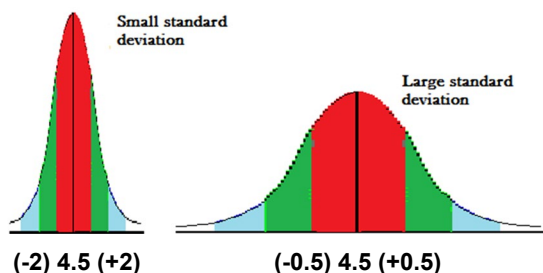 Small standard
deviation
Large standard
deviation
(-2) 4.5 (+2)
(-0.5) 4.5 (+0.5)